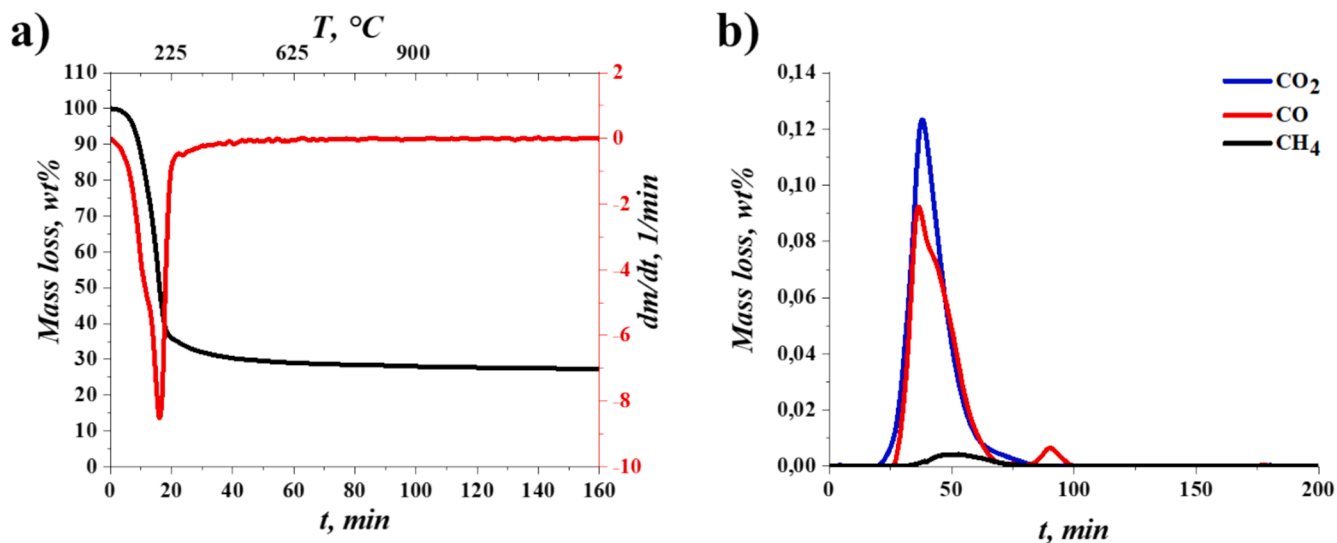 a)
T, °C
225 625 900
110
100
90
80
70
60
50
40
30
20
10
0
Mass loss, wt%
2
0
-2
-4
-6
-8
-10
dm/dt, 1/min
0 20 40 60 80 100 120 140 160
t, min
b)
0,14
0,12
0,10
0,08
0,06
0,04
0,02
0,00
Mass loss, wt%
CO2
CO
CH4
0 50 100 150 200
t, min